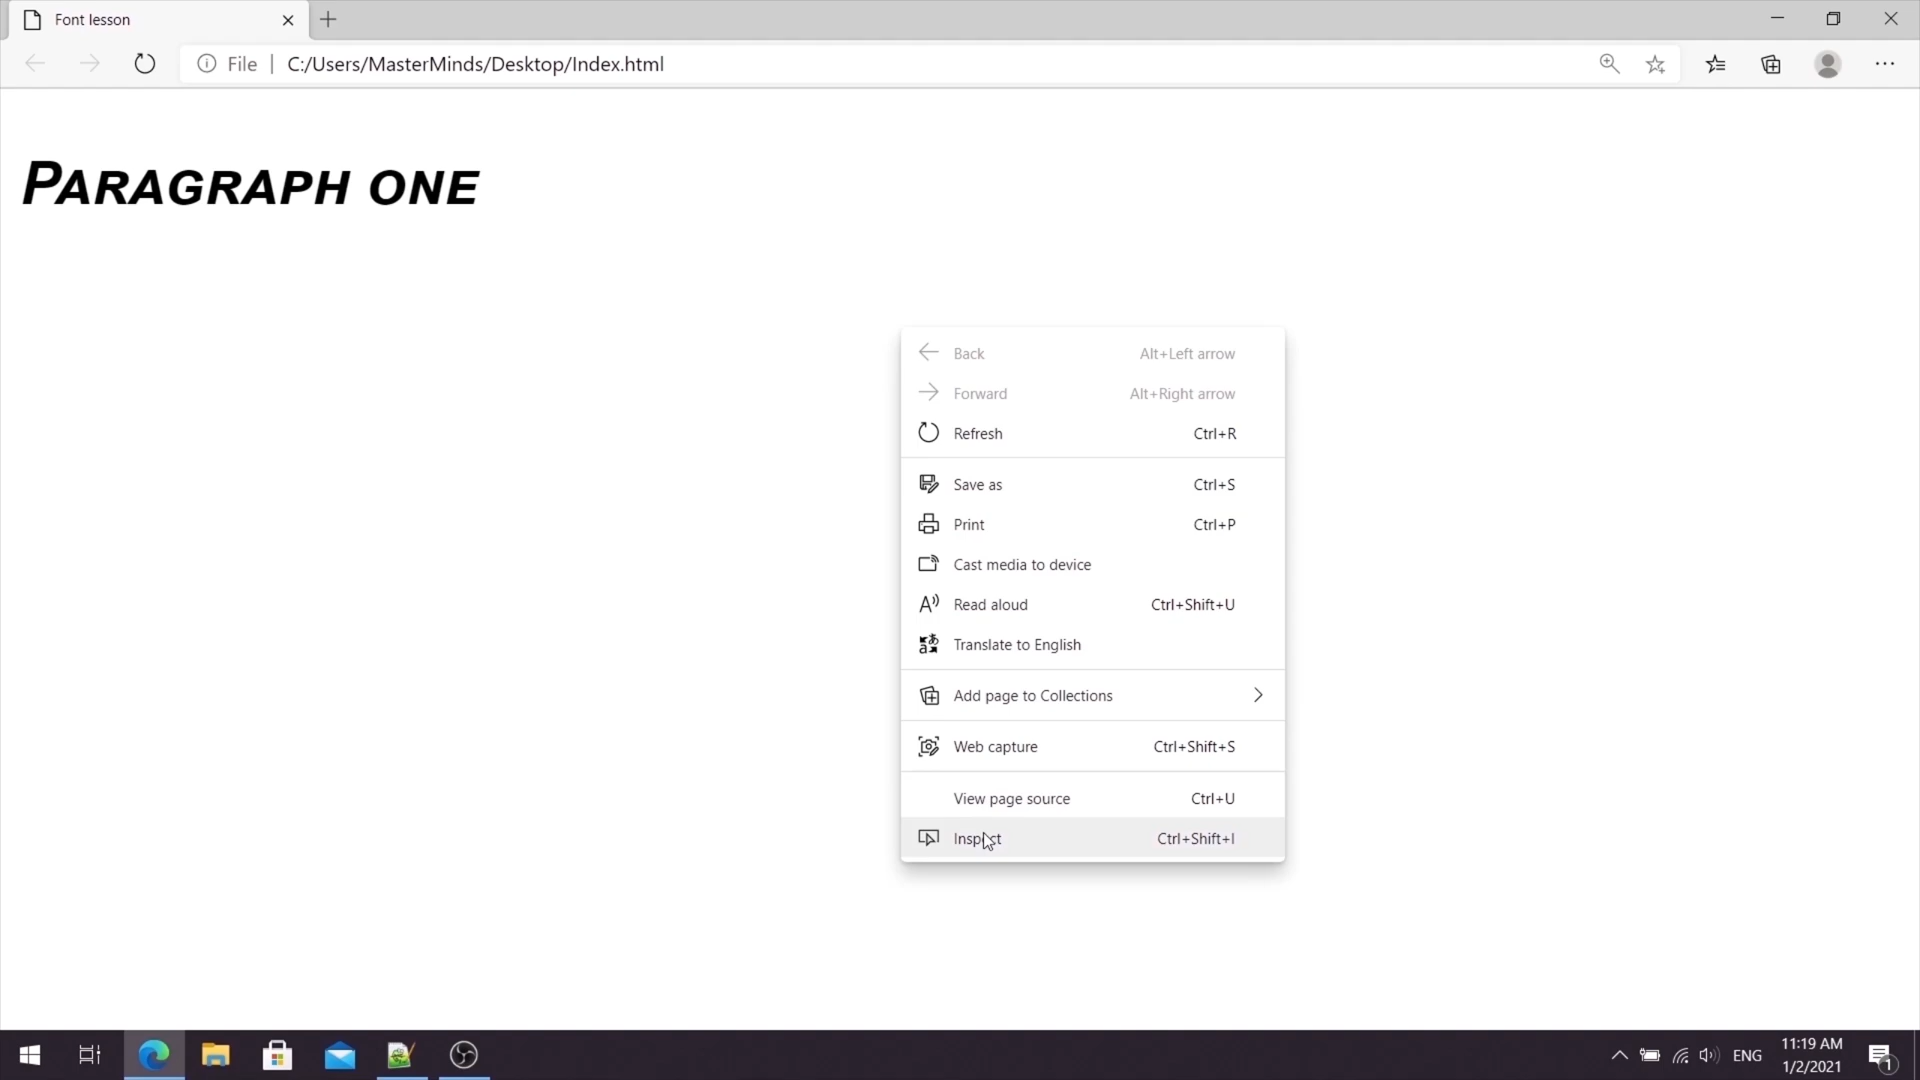 Font lesson
File | C:/Users/MasterMinds/Desktop/Index.html
PARAGRAPH ONE
Back Alt+Left arrow
Forward Alt+Right arrow
Refresh Ctrl+R
Save as Ctrl+S
Print Ctrl+P
Cast media to device
Read aloud Ctrl+Shift+U
Translate to English
Add page to Collections
Web capture Ctrl+Shift+S
View page source Ctrl+U
Inspect Ctrl+Shift+I
ENG
11:19 AM
1/2/2021
1